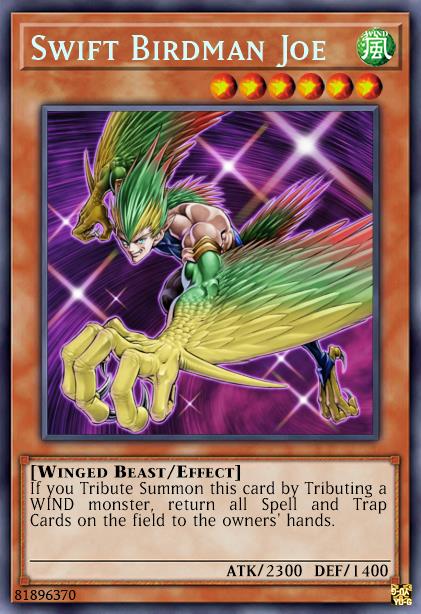 Swift Birdman Joe
WIND
風
[Winged Beast/Effect]
If you Tribute Summon this card by Tributing a
WIND monster, return all Spell and Trap
Cards on the field to the owners' hands.
ATK/2300 DEF/1400
81896370